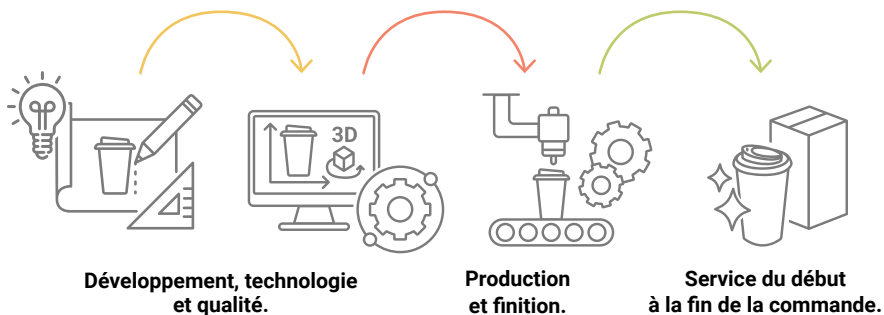 3D
Développement, technologie
et qualité.
Production
et finition.
Service du début
à la fin de la commande.